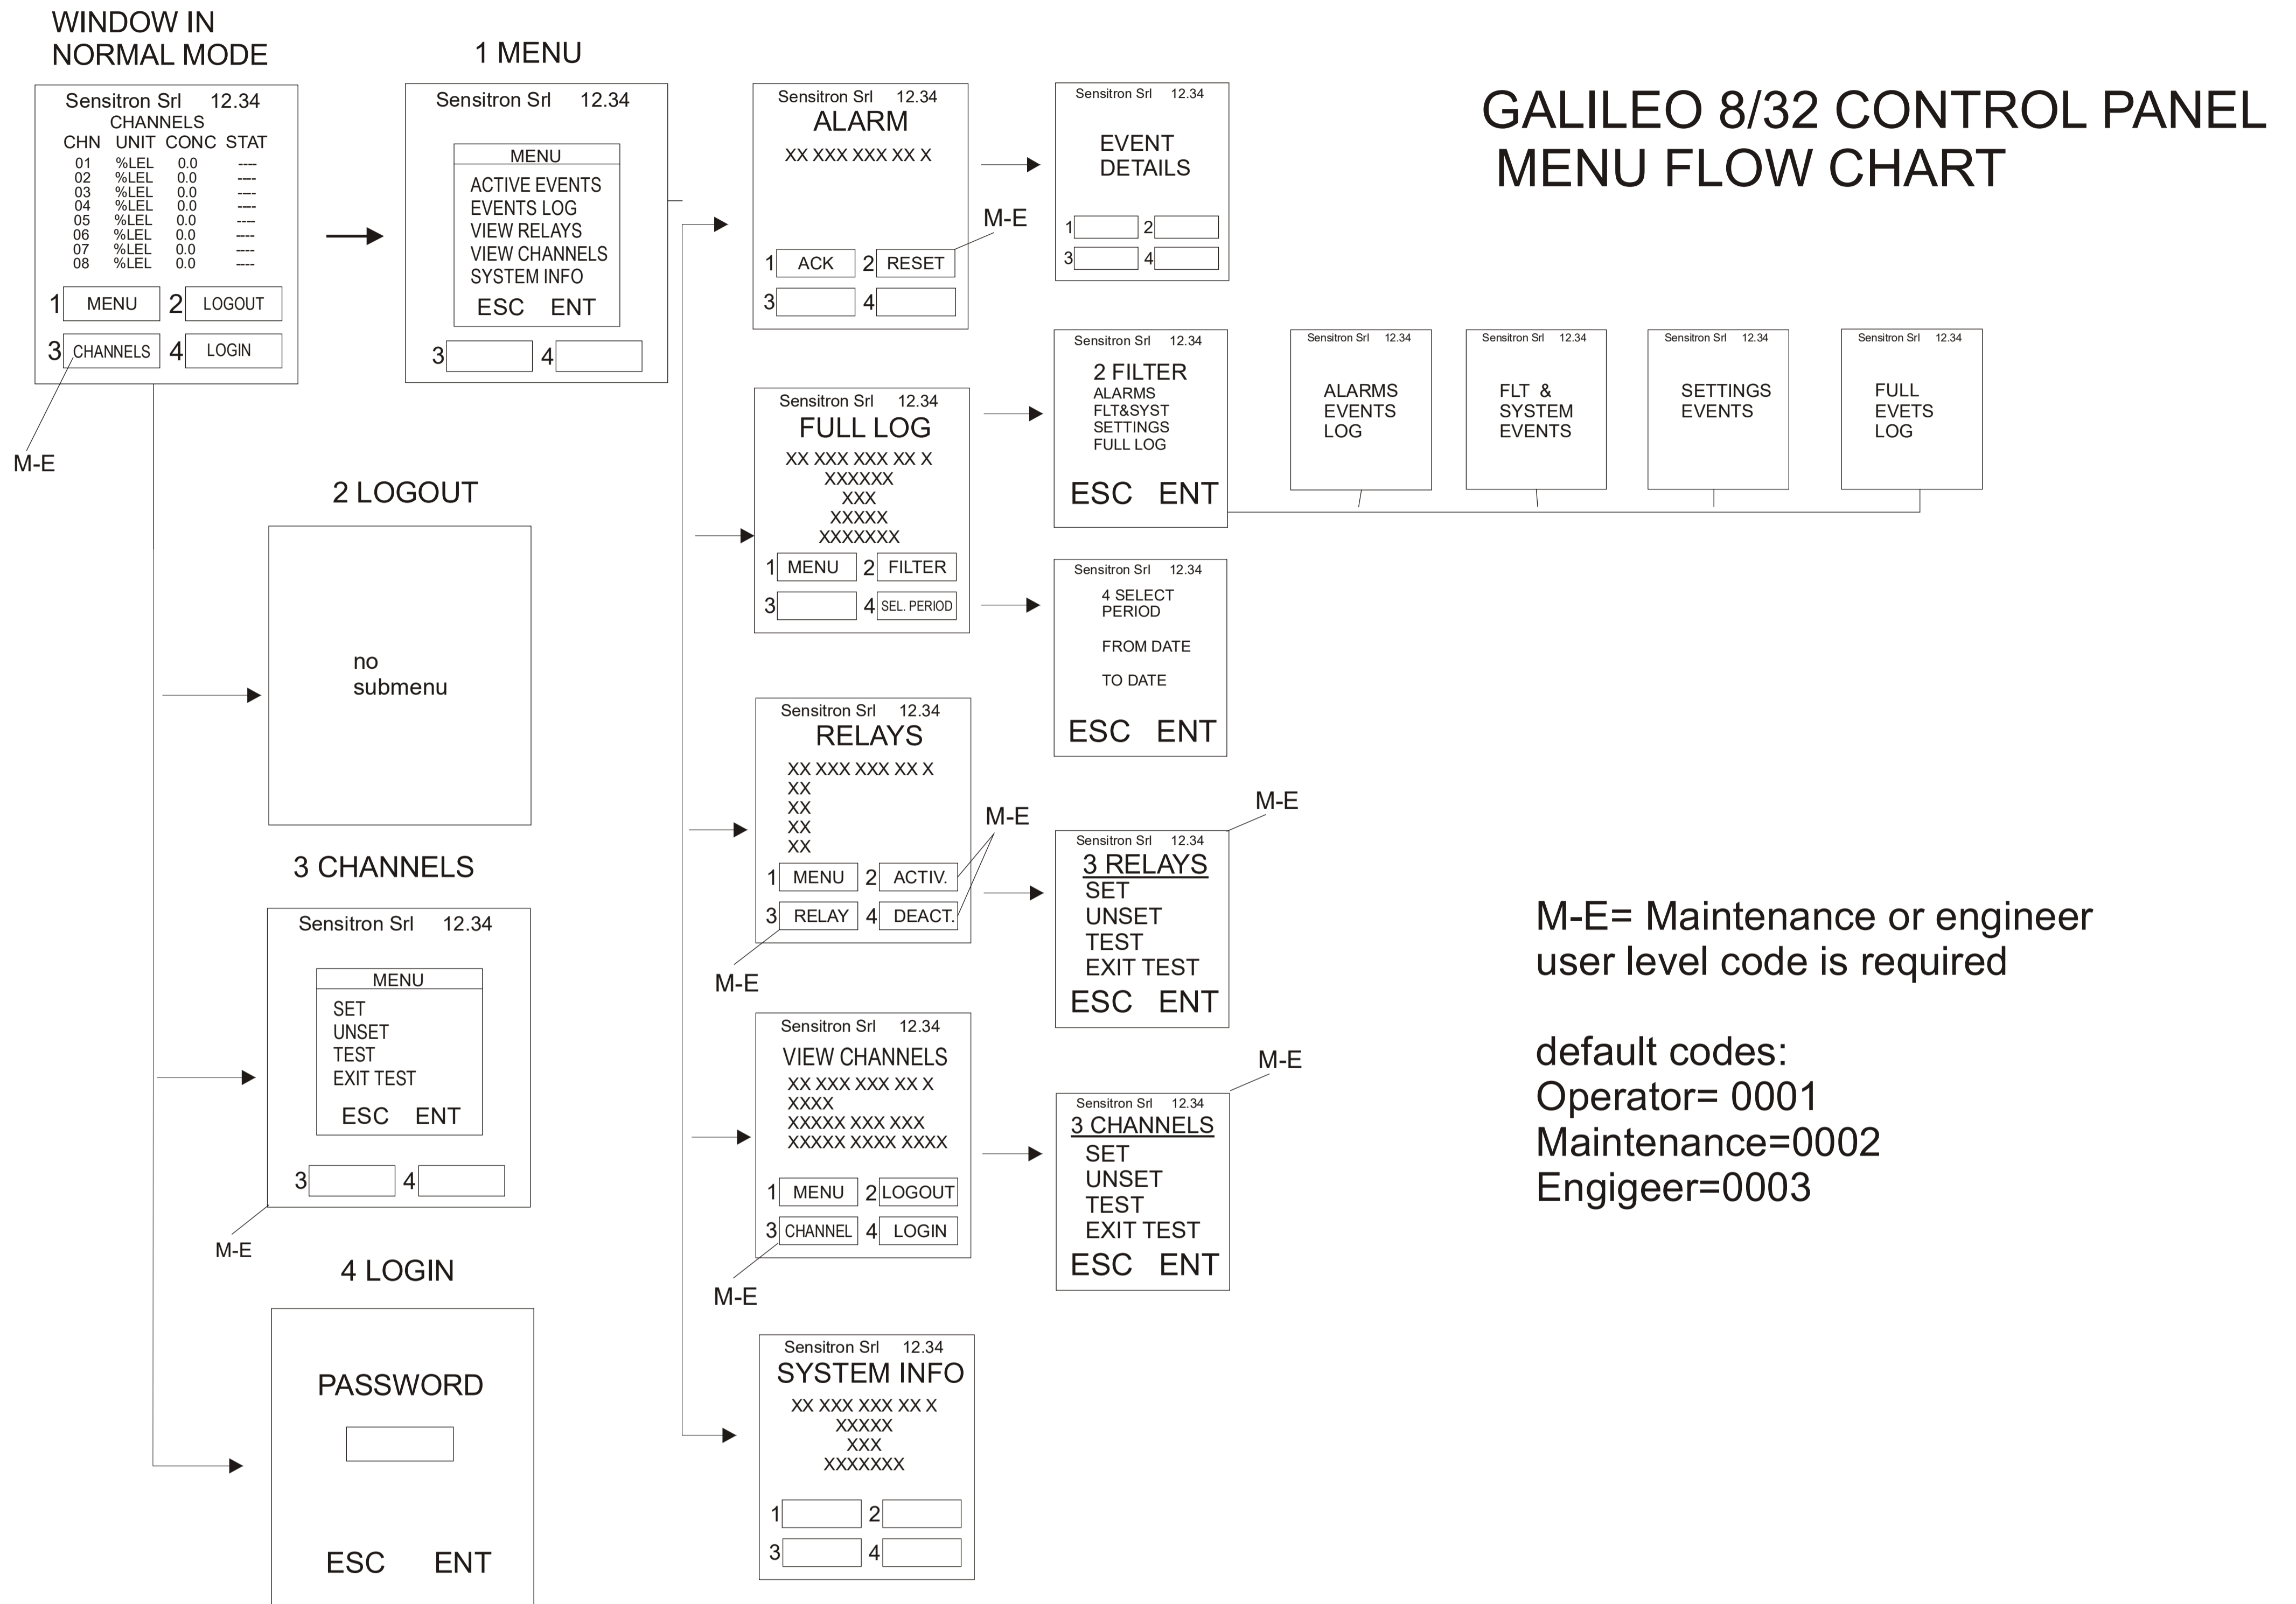 WINDOW IN
NORMAL MODE
Sensitron Srl 12.34
CHANNELS
CHN UNIT CONC STAT
01 %LEL 0.0 ----
02 %LEL 0.0 ----
03 %LEL 0.0 ----
04 %LEL 0.0 ----
05 %LEL 0.0 ----
06 %LEL 0.0 ----
07 %LEL 0.0 ----
08 %LEL 0.0 ----
1 MENU 2 LOGOUT
3 CHANNELS 4 LOGIN
M-E
1 MENU
Sensitron Srl 12.34
MENU
ACTIVE EVENTS
EVENTS LOG
VIEW RELAYS
VIEW CHANNELS
SYSTEM INFO
ESC ENT
3 4
2 LOGOUT
no
submenu
3 CHANNELS
Sensitron Srl 12.34
MENU
SET
UNSET
TEST
EXIT TEST
ESC ENT
3 4
M-E
4 LOGIN
PASSWORD
ESC ENT
Sensitron Srl 12.34
ALARM
XX XXX XXX XX X
1 ACK 2 RESET
3 4
M-E
Sensitron Srl 12.34
EVENT
DETAILS
1 2
3 4
Sensitron Srl 12.34
FULL LOG
XX XXX XXX XX X
XXXXXX
XXX
XXXXX
XXXXXXX
1 MENU 2 FILTER
3 4 SEL. PERIOD
Sensitron Srl 12.34
2 FILTER
ALARMS
FLT&SYST
SETTINGS
FULL LOG
ESC ENT
Sensitron Srl 12.34
ALARMS
EVENTS
LOG
Sensitron Srl 12.34
FLT &
SYSTEM
EVENTS
Sensitron Srl 12.34
SETTINGS
EVENTS
Sensitron Srl 12.34
FULL
EVETS
LOG
Sensitron Srl 12.34
4 SELECT
PERIOD
FROM DATE
TO DATE
ESC ENT
Sensitron Srl 12.34
RELAYS
XX XXX XXX XX X
XX
XX
XX
XX
1 MENU 2 ACTIV.
3 RELAY 4 DEACT.
M-E
M-E
Sensitron Srl 12.34
3 RELAYS
SET
UNSET
TEST
EXIT TEST
ESC ENT
M-E
Sensitron Srl 12.34
VIEW CHANNELS
XX XXX XXX XX X
XXXX
XXXXX XXX XXX
XXXXX XXXX XXXX
1 MENU 2 LOGOUT
3 CHANNEL 4 LOGIN
M-E
Sensitron Srl 12.34
3 CHANNELS
SET
UNSET
TEST
EXIT TEST
ESC ENT
M-E
Sensitron Srl 12.34
SYSTEM INFO
XX XXX XXX XX X
XXXXX
XXX
XXXXXXX
1 2
3 4
GALILEO 8/32 CONTROL PANEL
MENU FLOW CHART
M-E= Maintenance or engineer
user level code is required
default codes:
Operator= 0001
Maintenance=0002
Engigeer=0003